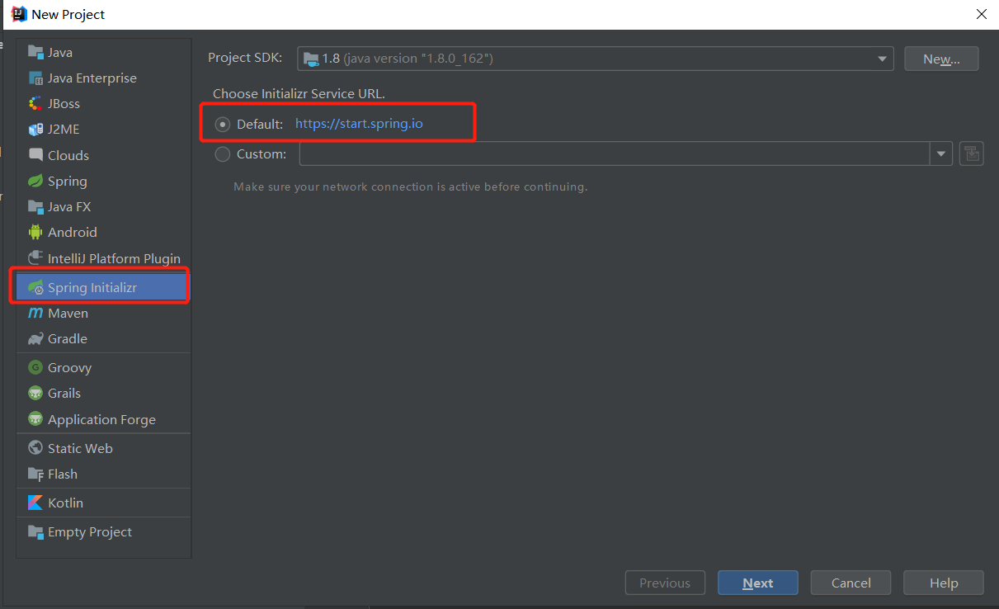 New Project
Java
Java Enterprise
JBoss
J2ME
Clouds
Spring
Java FX
Android
IntelliJ Platform Plugin
Spring Initializr
Maven
Gradle
Groovy
Grails
Application Forge
Static Web
Flash
Kotlin
Empty Project
Project SDK: 1.8 (java version "1.8.0_162") New...
Choose Initializr Service URL.
Default: https://start.spring.io
Custom:
Make sure your network connection is active before continuing.
Previous Next Cancel Help